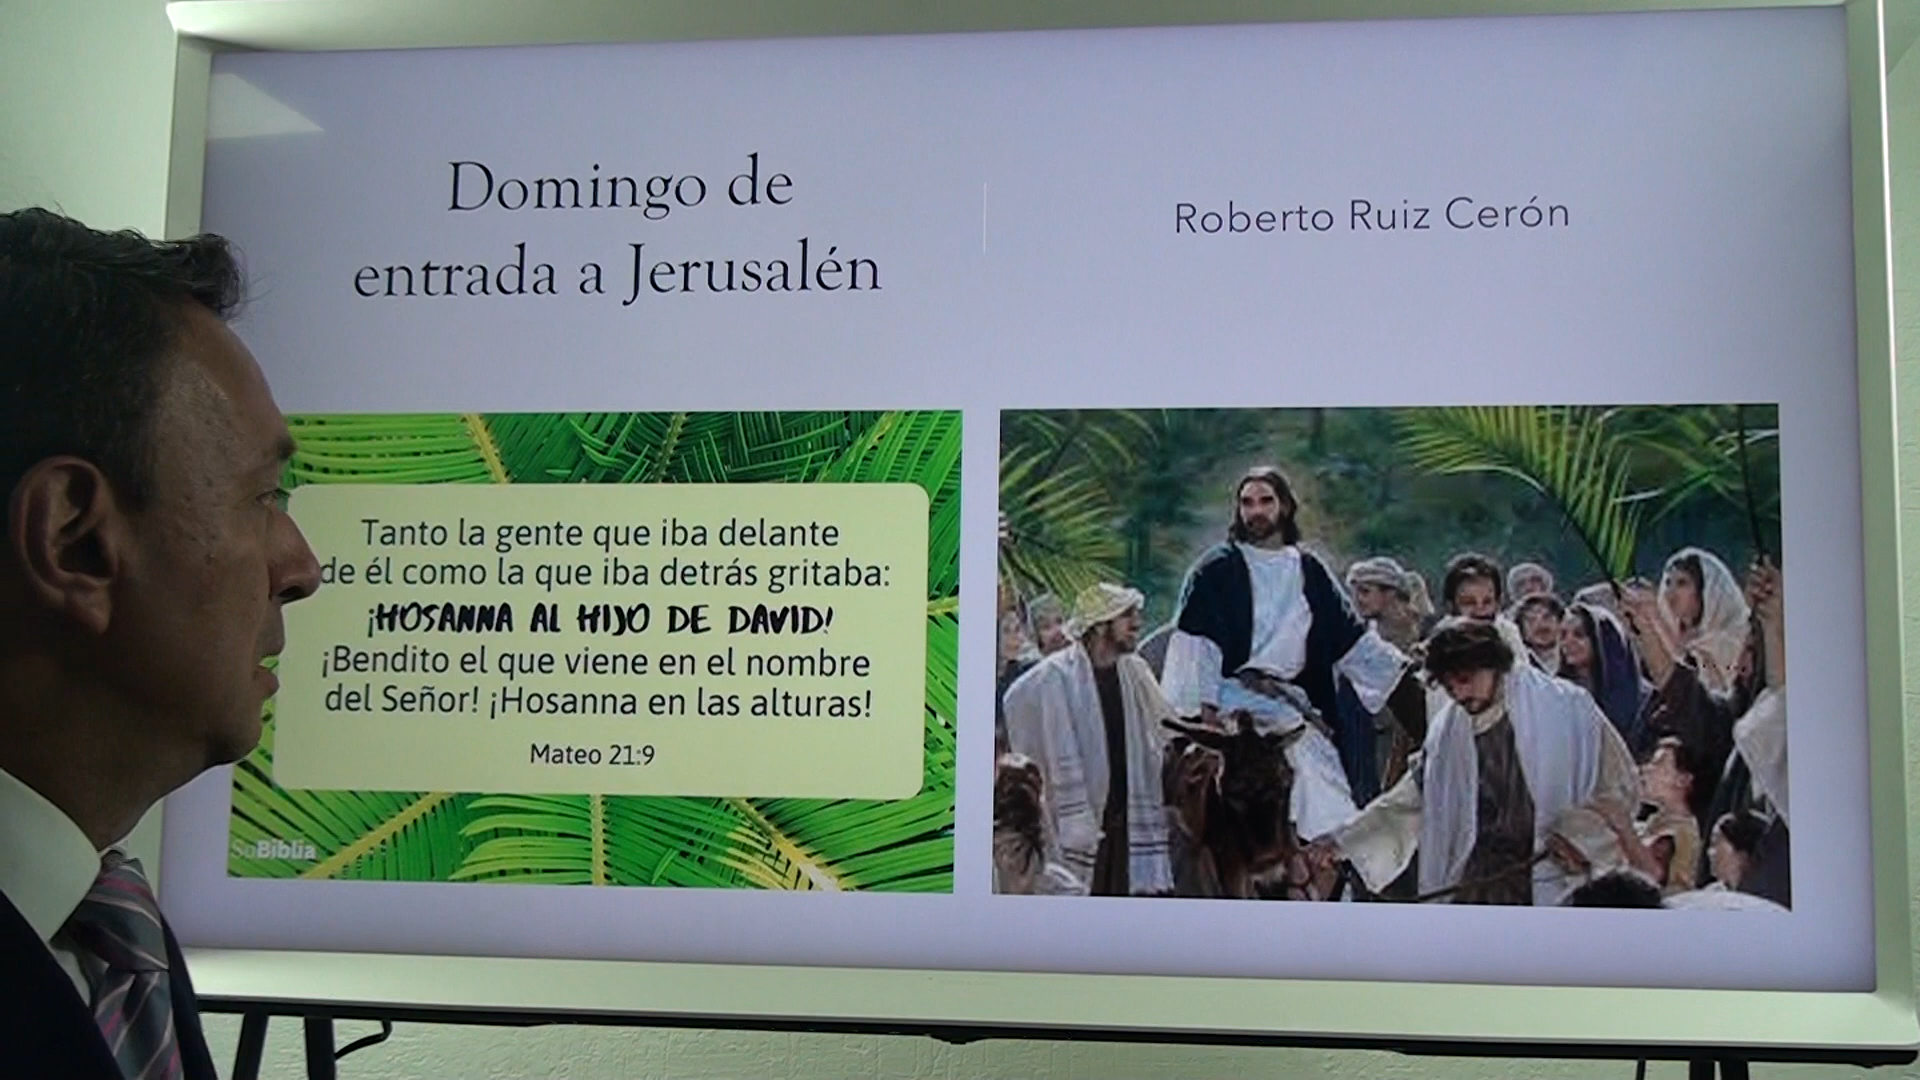 Domingo de
entrada a Jerusalén
Roberto Ruiz Cerón
Tanto la gente que iba delante
de él como la que iba detrás gritaba:
¡HOSANNA AL HIJO DE DAVID!
¡Bendito el que viene en el nombre
del Señor! ¡Hosanna en las alturas!
Mateo 21:9
SuBiblia